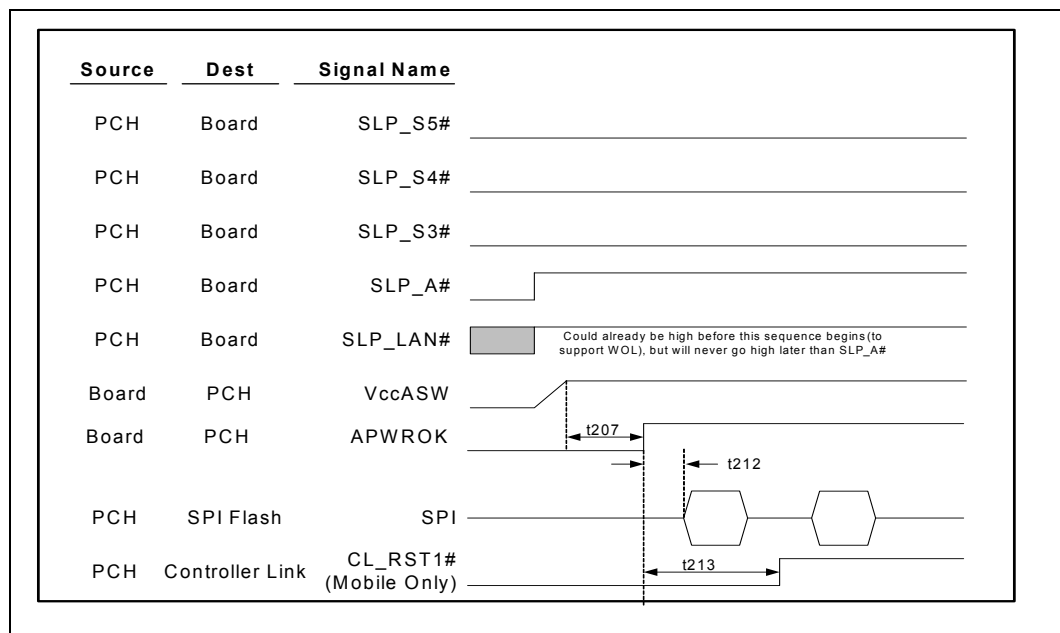 Source Dest Signal Name
PCH Board SLP_S5#
PCH Board SLP_S4#
PCH Board SLP_S3#
PCH Board SLP_A#
PCH Board SLP_LAN#
Could already be high before this sequence begins(to
support WOL), but will never go high later than SLP_A#
Board PCH VccASW
Board PCH APWROK
t207
t212
PCH SPI Flash SPI
PCH Controller Link CL_RST1#
(Mobile Only)
t213